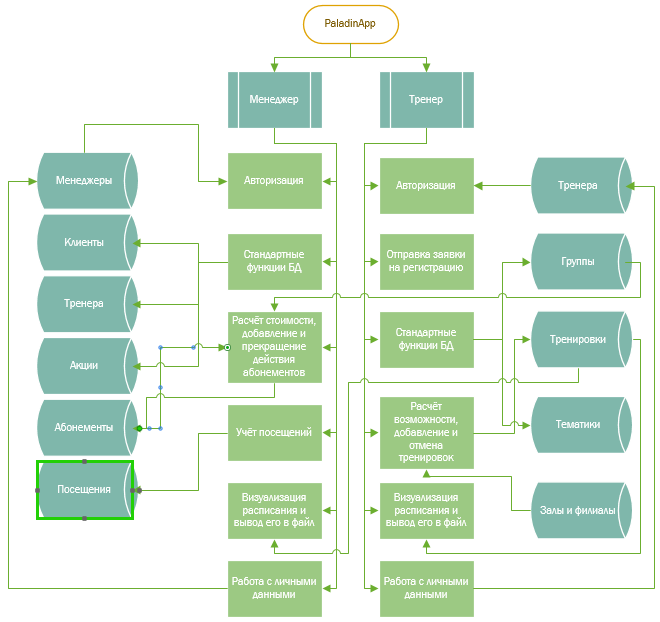 PaladinApp
Менеджер
Тренер
Менеджеры
Авторизация
Авторизация
Тренера
Клиенты
Стандартные
функции БД
Отправка заявки
на регистрацию
Группы
Тренера
Расчёт стоимости,
добавление и
прекращение
действия
абонементов
Стандартные
функции БД
Тренировки
Акции
Абонементы
Учёт посещений
Расчёт
возможности,
добавление и
отмена
тренировок
Тематики
Посещения
Визуализация
расписания и
вывод его в файл
Визуализация
расписания и
вывод его в файл
Залы и филиалы
Работа с личными
данными
Работа с личными
данными